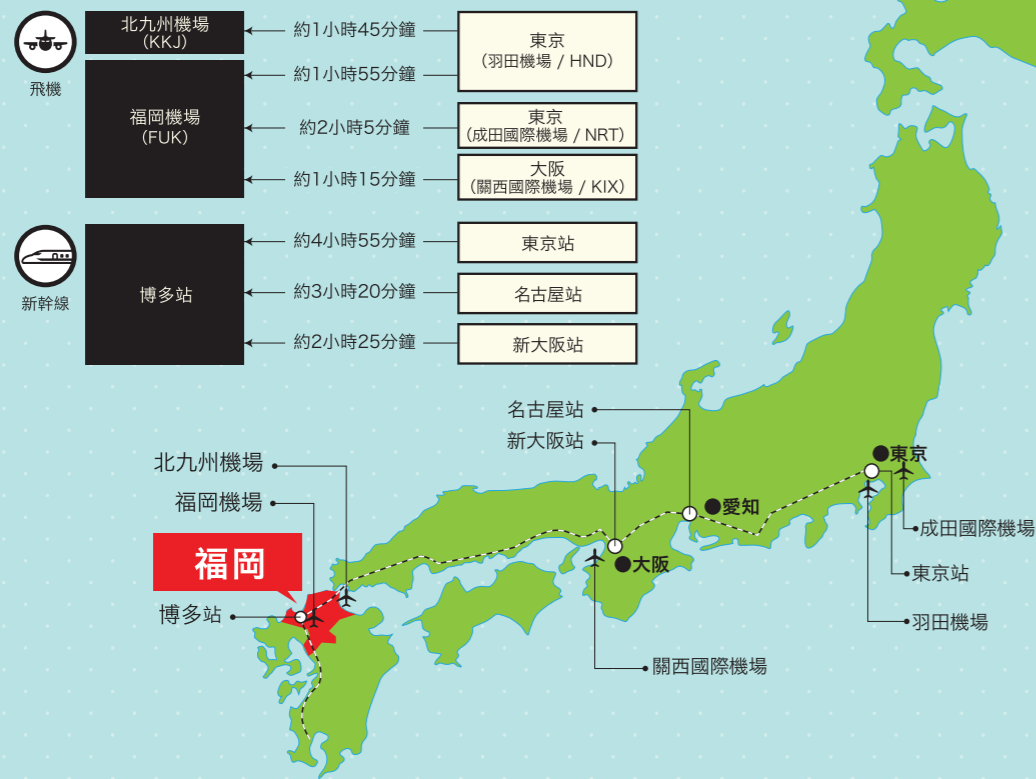 飛機
北九州機場
(KKJ)
約1小時45分鐘
東京
(羽田機場 / HND)
福岡機場
(FUK)
約1小時55分鐘
約2小時5分鐘
東京
(成田國際機場 / NRT)
約1小時15分鐘
大阪
(關西國際機場 / KIX)
新幹線
博多站
約4小時55分鐘
東京站
約3小時20分鐘
名古屋站
約2小時25分鐘
新大阪站
名古屋站
新大阪站
北九州機場
福岡機場
福岡
博多站
東京
愛知
大阪
成田國際機場
東京站
羽田機場
關西國際機場